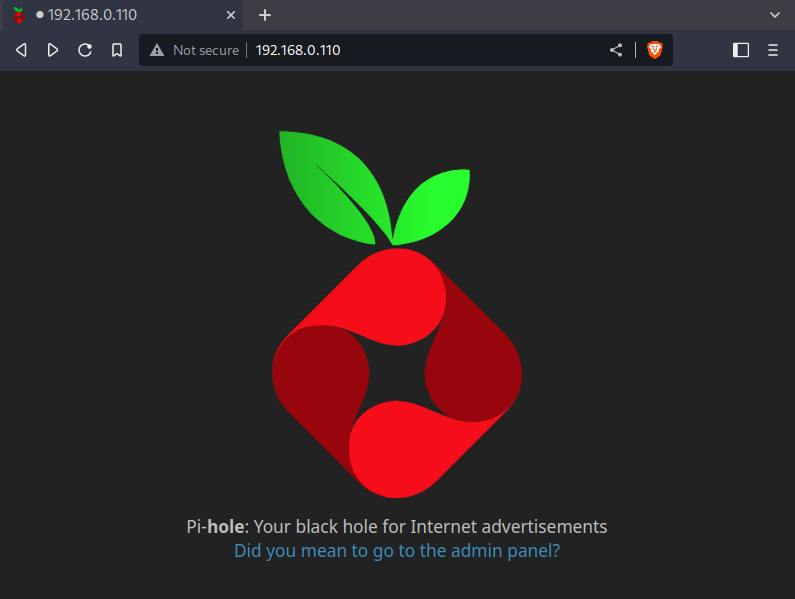 192.168.0.110
Not secure 192.168.0.110
Pi-hole: Your black hole for Internet advertisements
Did you mean to go to the admin panel?